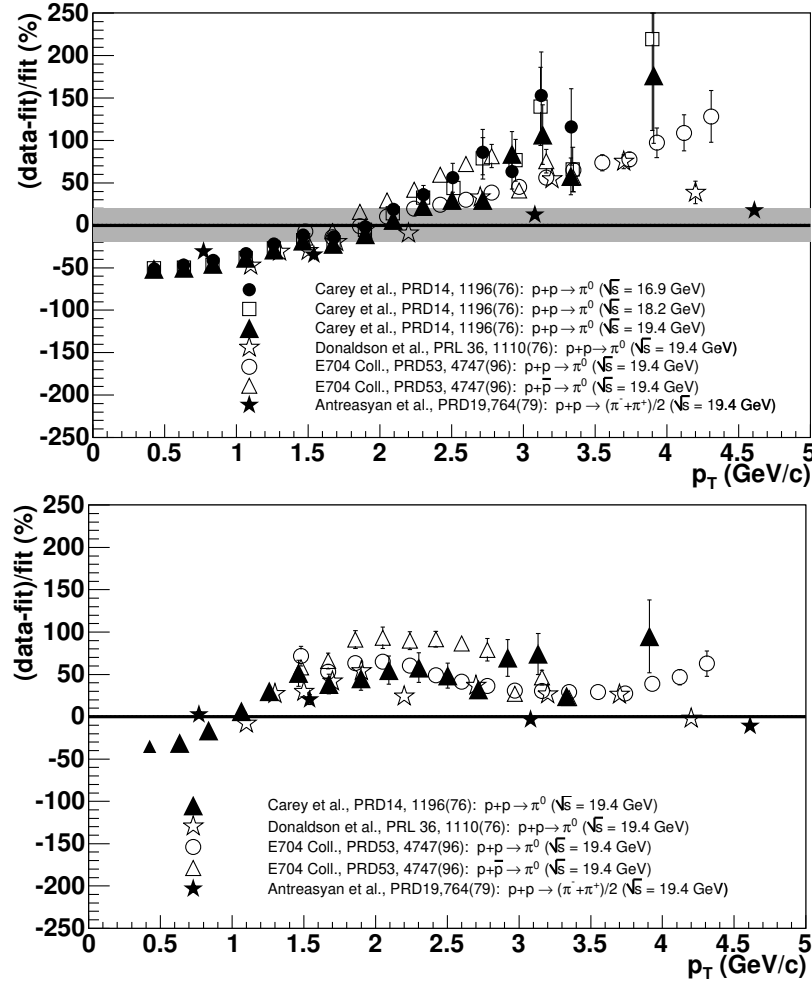 (data-fit)/fit (%)
250
200
150
100
50
0
-50
-100
-150
-200
-250
Carey et al., PRD14, 1196(76): p+p → π⁰ (√s = 16.9 GeV)
Carey et al., PRD14, 1196(76): p+p → π⁰ (√s = 18.2 GeV)
Carey et al., PRD14, 1196(76): p+p → π⁰ (√s = 19.4 GeV)
Donaldson et al., PRL 36, 1110(76): p+p → π⁰ (√s = 19.4 GeV)
E704 Coll., PRD53, 4747(96): p+p → π⁰ (√s = 19.4 GeV)
E704 Coll., PRD53, 4747(96): p+p̄ → π⁰ (√s = 19.4 GeV)
Antreasyan et al., PRD19,764(79): p+p → (π⁻+π⁺)/2 (√s = 19.4 GeV)
0 0.5 1 1.5 2 2.5 3 3.5 4 4.5 5
p_T (GeV/c)
(data-fit)/fit (%)
250
200
150
100
50
0
-50
-100
-150
-200
-250
Carey et al., PRD14, 1196(76): p+p → π⁰ (√s = 19.4 GeV)
Donaldson et al., PRL 36, 1110(76): p+p → π⁰ (√s = 19.4 GeV)
E704 Coll., PRD53, 4747(96): p+p → π⁰ (√s = 19.4 GeV)
E704 Coll., PRD53, 4747(96): p+p̄ → π⁰ (√s = 19.4 GeV)
Antreasyan et al., PRD19,764(79): p+p → (π⁻+π⁺)/2 (√s = 19.4 GeV)
0 0.5 1 1.5 2 2.5 3 3.5 4 4.5 5
p_T (GeV/c)